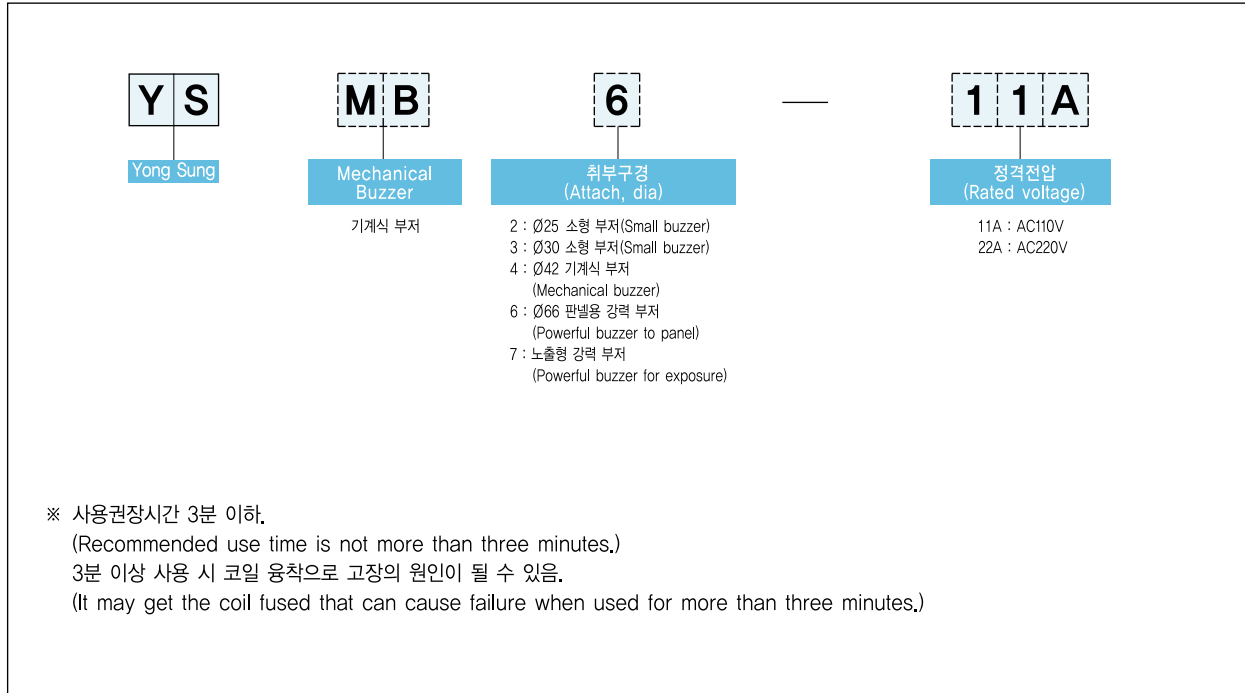 YS MB 6 — 11A
Yong Sung
Mechanical
Buzzer
기계식 부저
취부구경
(Attach, dia)
2 : Ø25 소형 부저(Small buzzer)
3 : Ø30 소형 부저(Small buzzer)
4 : Ø42 기계식 부저
(Mechanical buzzer)
6 : Ø66 판넬용 강력 부저
(Powerful buzzer to panel)
7 : 노출형 강력 부저
(Powerful buzzer for exposure)
정격전압
(Rated voltage)
11A : AC110V
22A : AC220V
※ 사용권장시간 3분 이하.
(Recommended use time is not more than three minutes.)
3분 이상 사용 시 코일 융착으로 고장의 원인이 될 수 있음.
(It may get the coil fused that can cause failure when used for more than three minutes.)